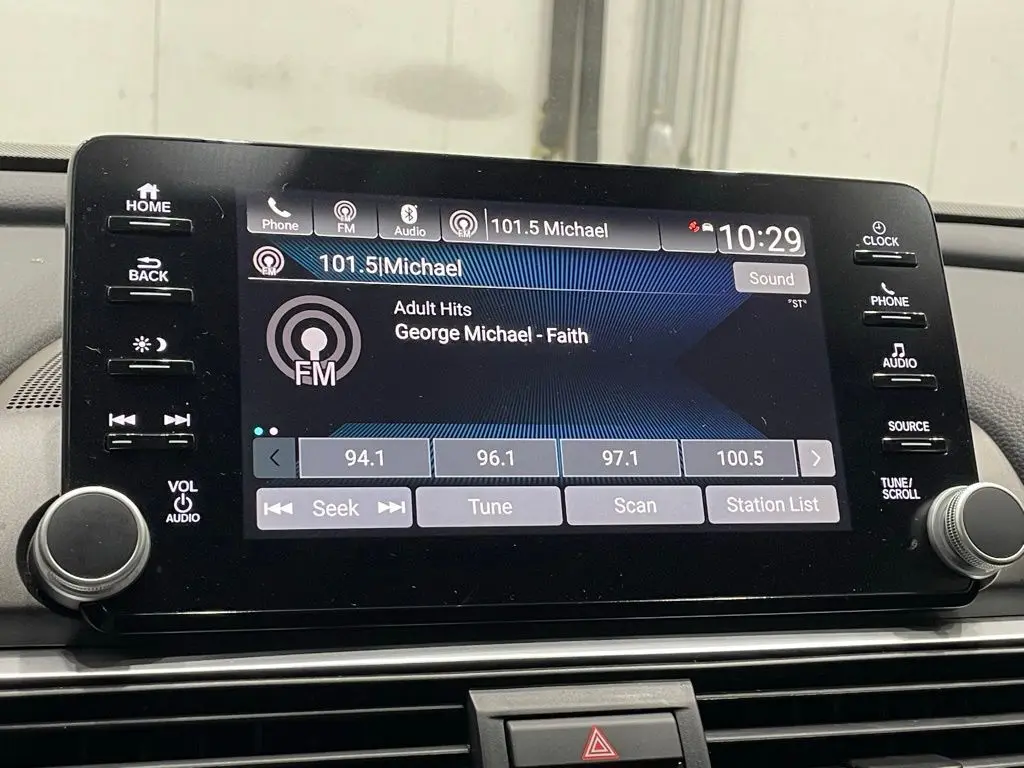 HOME
BACK
VOL
AUDIO
Phone
FM
Audio
FM
101.5 Michael
10:29
FM
101.5|Michael
Sound
"ST"
Adult Hits
George Michael - Faith
FM
94.1
96.1
97.1
100.5
Seek
Tune
Scan
Station List
CLOCK
PHONE
AUDIO
SOURCE
TUNE/
SCROLL